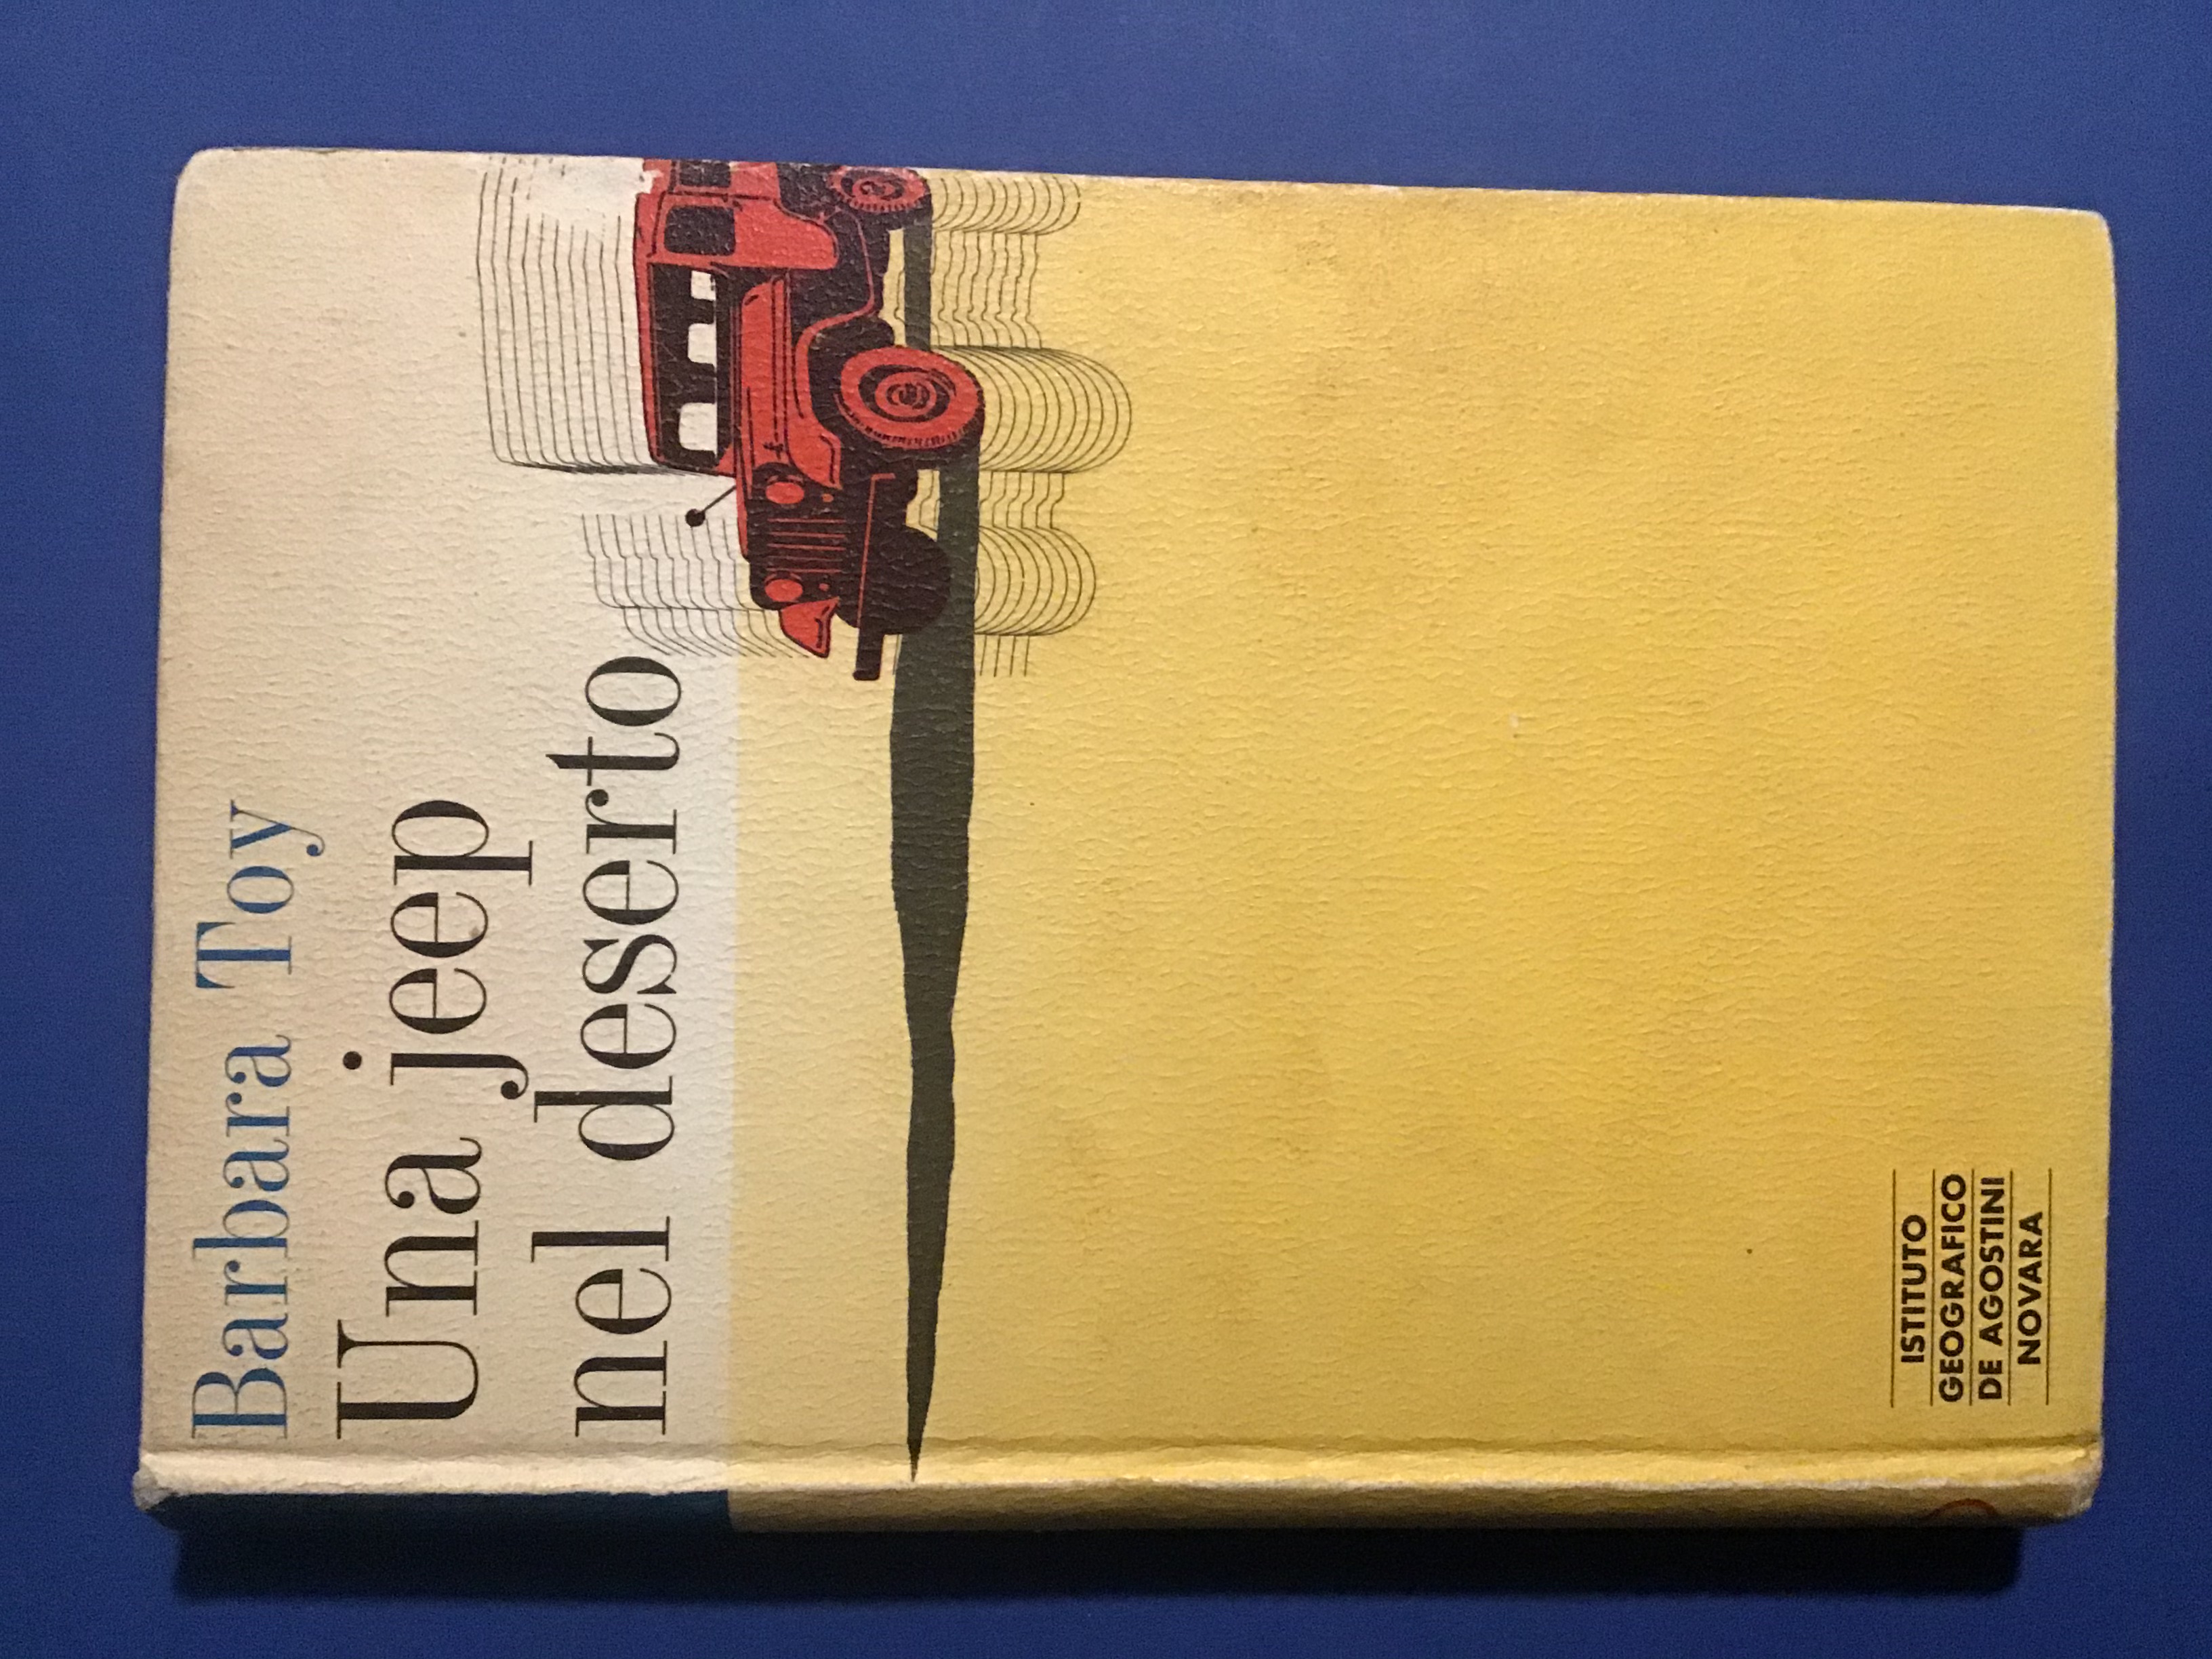 Barbara Toy
Una jeep
nel deserto
ISTITUTO
GEOGRAFICO
DE AGOSTINI
NOVARA